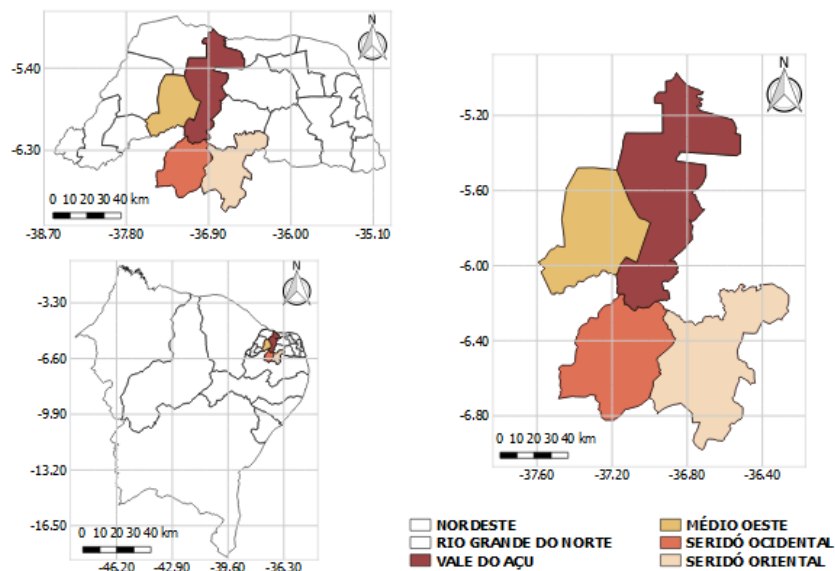 N
-5.40
-6.30
0 10 20 30 40 km
-38.70 -37.80 -36.90 -36.00 -35.10
N
-3.30
-6.60
-9.90
-13.20
-16.50
0 10 20 30 40 km
-46.20 -42.90 -39.60 -36.30
N
-5.20
-5.60
-6.00
-6.40
-6.80
0 10 20 30 40 km
-37.60 -37.20 -36.80 -36.40
NORDESTE
RIO GRANDE DO NORTE
VALE DO AÇU
MÉDIO OESTE
SERIDÓ OCIDENTAL
SERIDÓ ORIENTAL